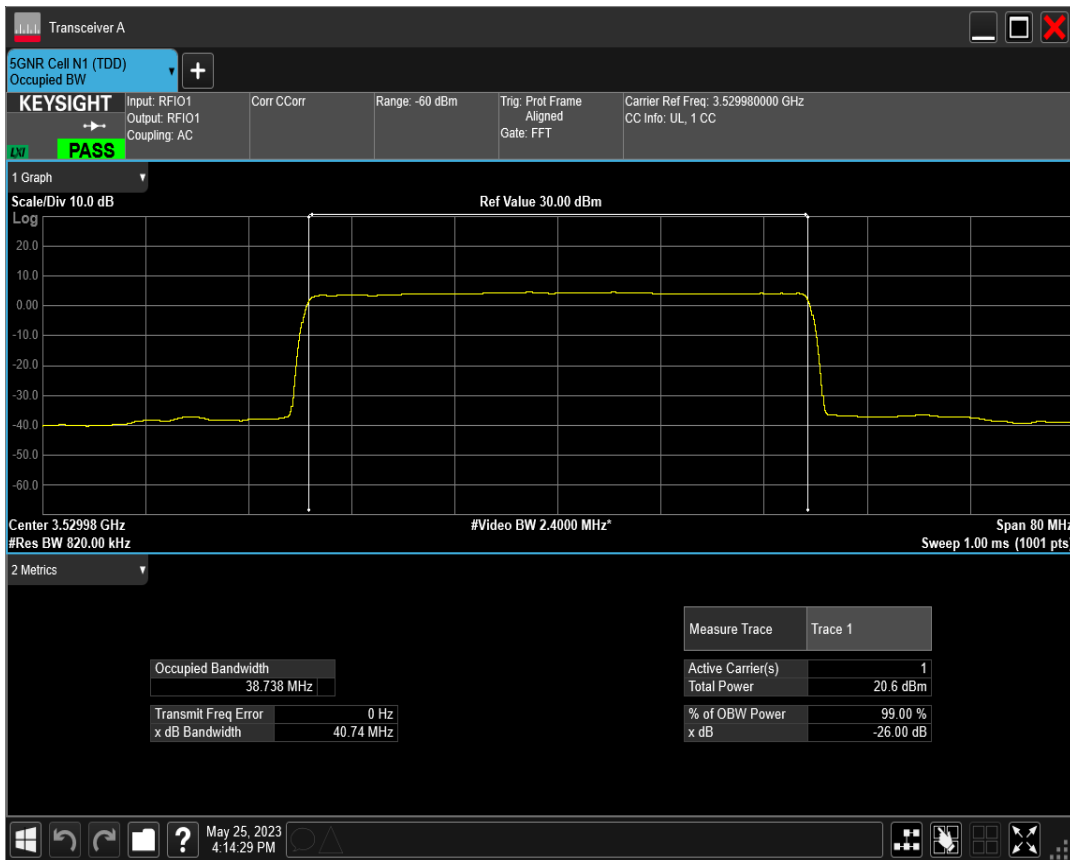 Transceiver A
5GNR Cell N1 (TDD)
Occupied BW
+
KEYSIGHT
LXI
PASS
Input: RFIO1
Output: RFIO1
Coupling: AC
Corr CCorr
Range: -60 dBm
Trig: Prot Frame
Aligned
Gate: FFT
Carrier Ref Freq: 3.529980000 GHz
CC Info: UL, 1 CC
1 Graph
Scale/Div 10.0 dB
Ref Value 30.00 dBm
Log
20.0
10.0
0.00
-10.0
-20.0
-30.0
-40.0
-50.0
-60.0
Center 3.52998 GHz
#Video BW 2.4000 MHz*
Span 80 MHz
#Res BW 820.00 kHz
Sweep 1.00 ms (1001 pts)
2 Metrics
Measure Trace Trace 1
Occupied Bandwidth
38.738 MHz
Active Carrier(s) 1
Total Power 20.6 dBm
Transmit Freq Error 0 Hz
x dB Bandwidth 40.74 MHz
% of OBW Power 99.00 %
x dB -26.00 dB
?
May 25, 2023
4:14:29 PM